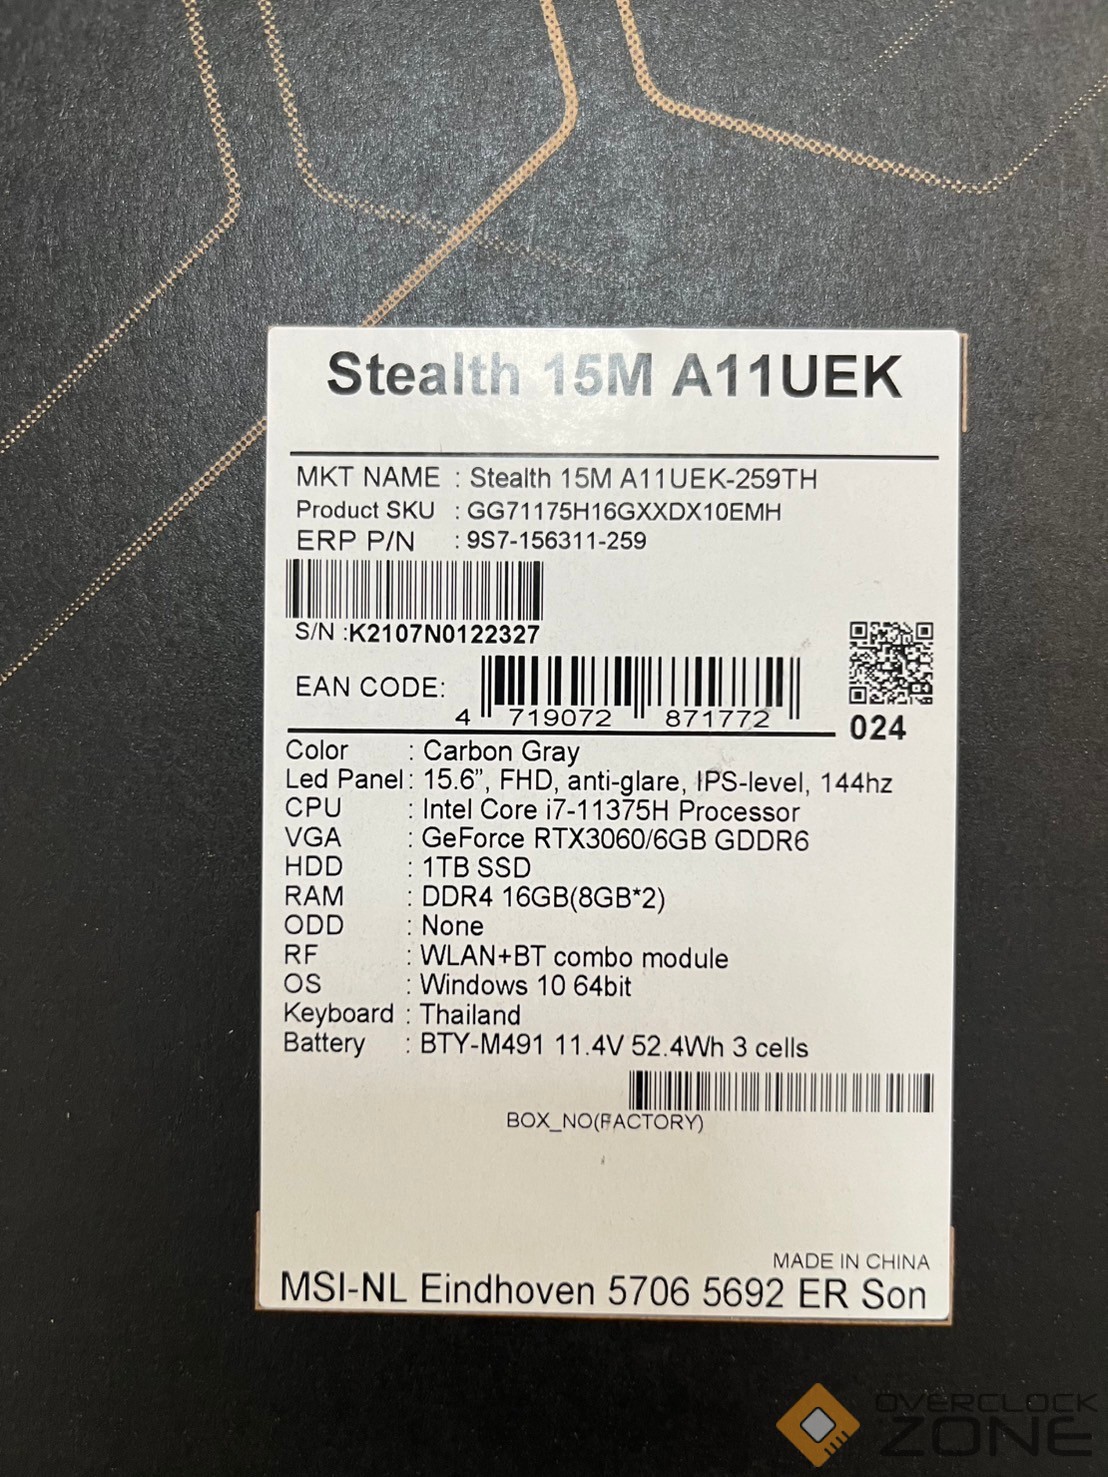 Stealth 15M A11UEK
MKT NAME : Stealth 15M A11UEK-259TH
Product SKU : GG71175H16GXXDX10EMH
ERP P/N : 9S7-156311-259
S/N :K2107N0122327
EAN CODE:
4 719072 871772
024
Color : Carbon Gray
Led Panel: 15.6”, FHD, anti-glare, IPS-level, 144hz
CPU : Intel Core i7-11375H Processor
VGA : GeForce RTX3060/6GB GDDR6
HDD : 1TB SSD
RAM : DDR4 16GB(8GB*2)
ODD : None
RF : WLAN+BT combo module
OS : Windows 10 64bit
Keyboard : Thailand
Battery : BTY-M491 11.4V 52.4Wh 3 cells
BOX_NO(FACTORY)
MADE IN CHINA
MSI-NL Eindhoven 5706 5692 ER Son
OVERCLOCK
ZONE